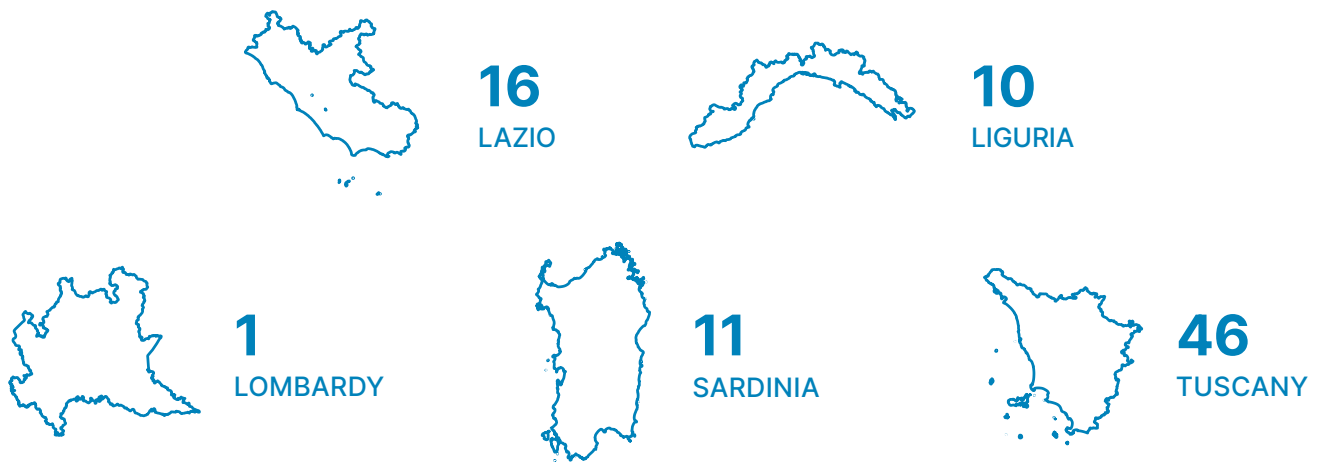 16
LAZIO
10
LIGURIA
1
LOMBARDY
11
SARDINIA
46
TUSCANY